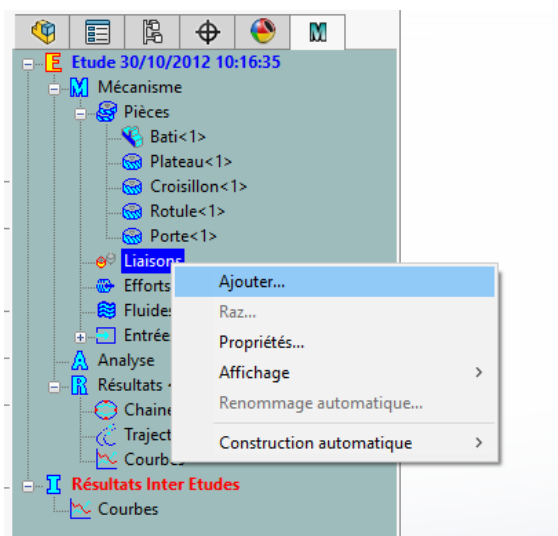 E Etude 30/10/2012 10:16:35
M Mécanisme
Pièces
Bati<1>
Plateau<1>
Croisillon<1>
Rotule<1>
Porte<1>
Liaisons
Efforts
Fluides
Entrée
A Analyse
R Résultats
Chaine
Traject
Courbes
I Résultats Inter Etudes
Courbes
Ajouter...
Raz...
Propriétés...
Affichage
Renommage automatique...
Construction automatique